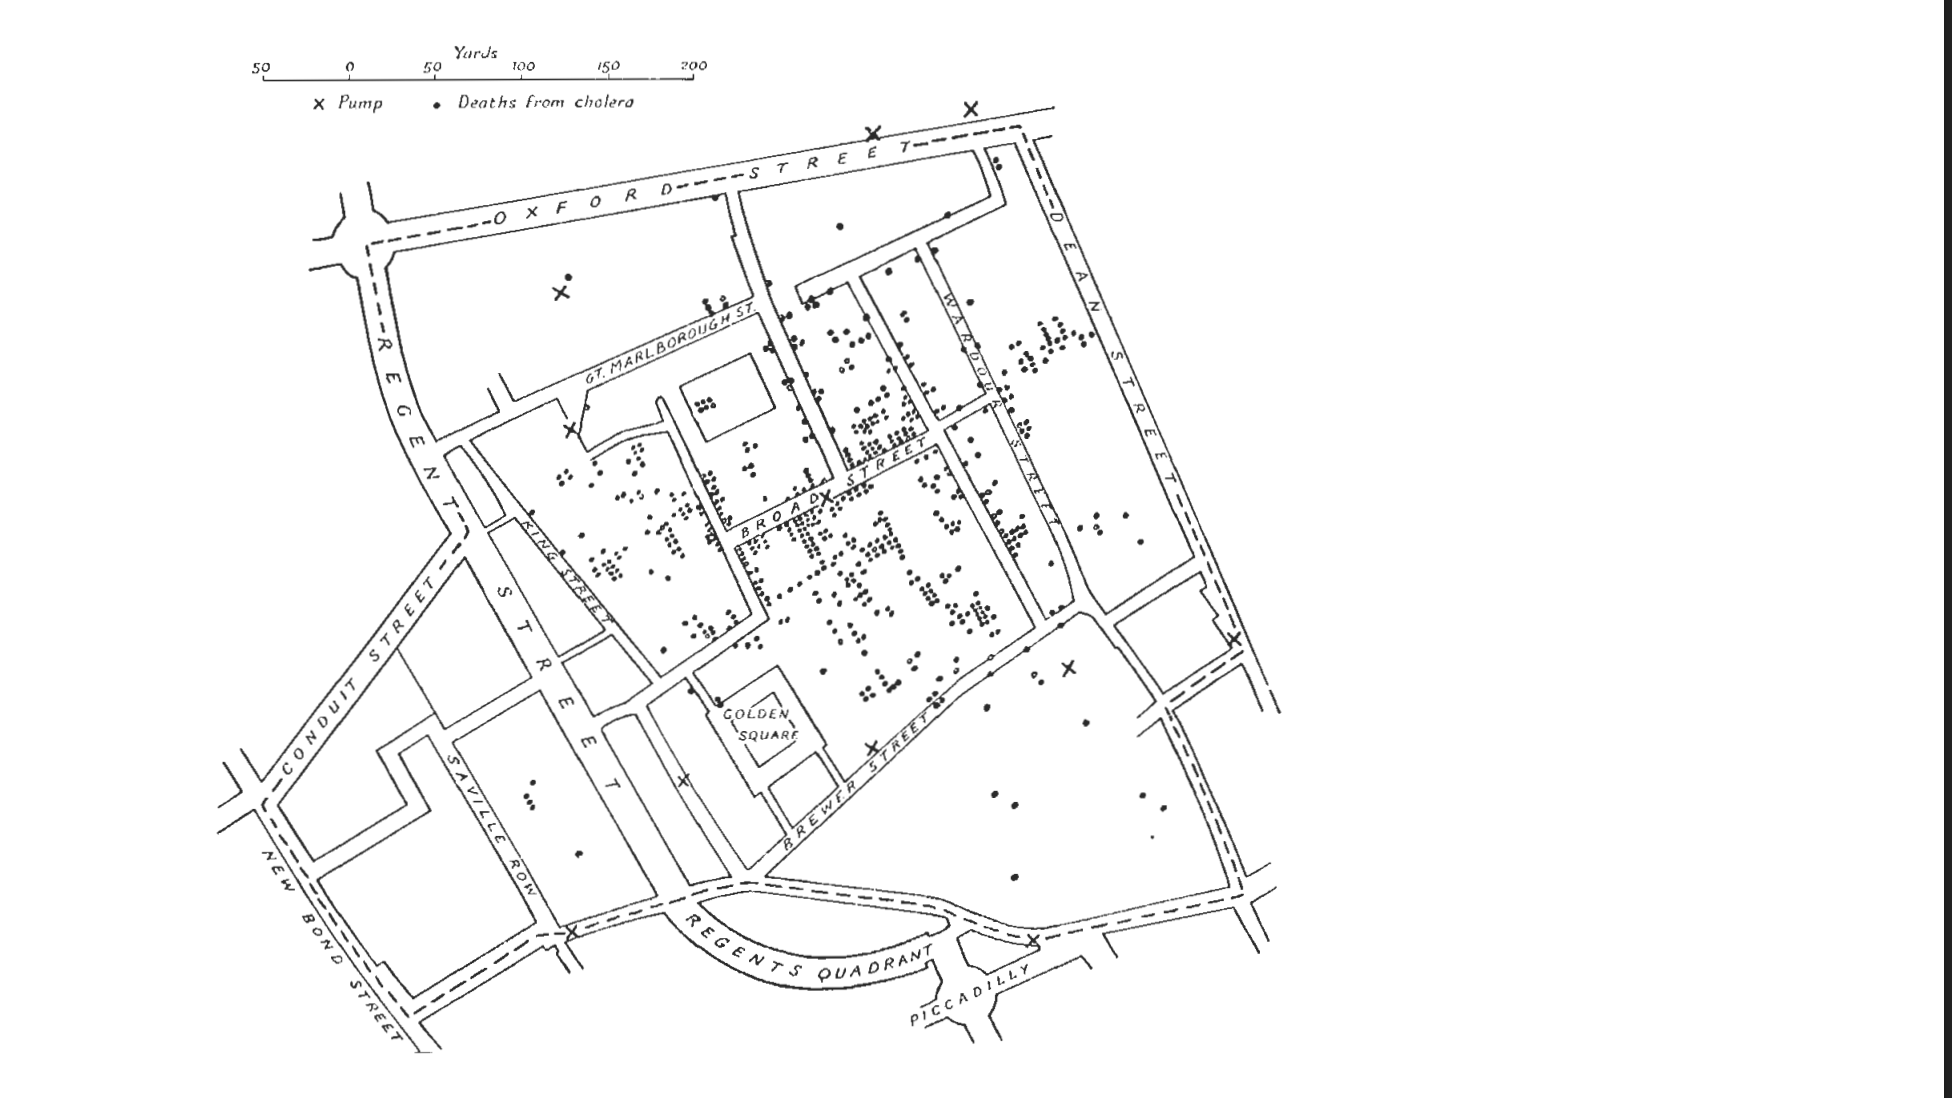 Yards
50 0 50 100 150 200
x Pump • Deaths from cholera
OXFORD STREET
DEAN STREET
REGENT STREET
GT. MARLBOROUGH ST.
WARDOUR STREET
BROAD STREET
KING STREET
CONDUIT STREET
GOLDEN
SQUARE
BREWER STREET
SAVILLE ROW
NEW BOND STREET
REGENTS QUADRANT
PICCADILLY